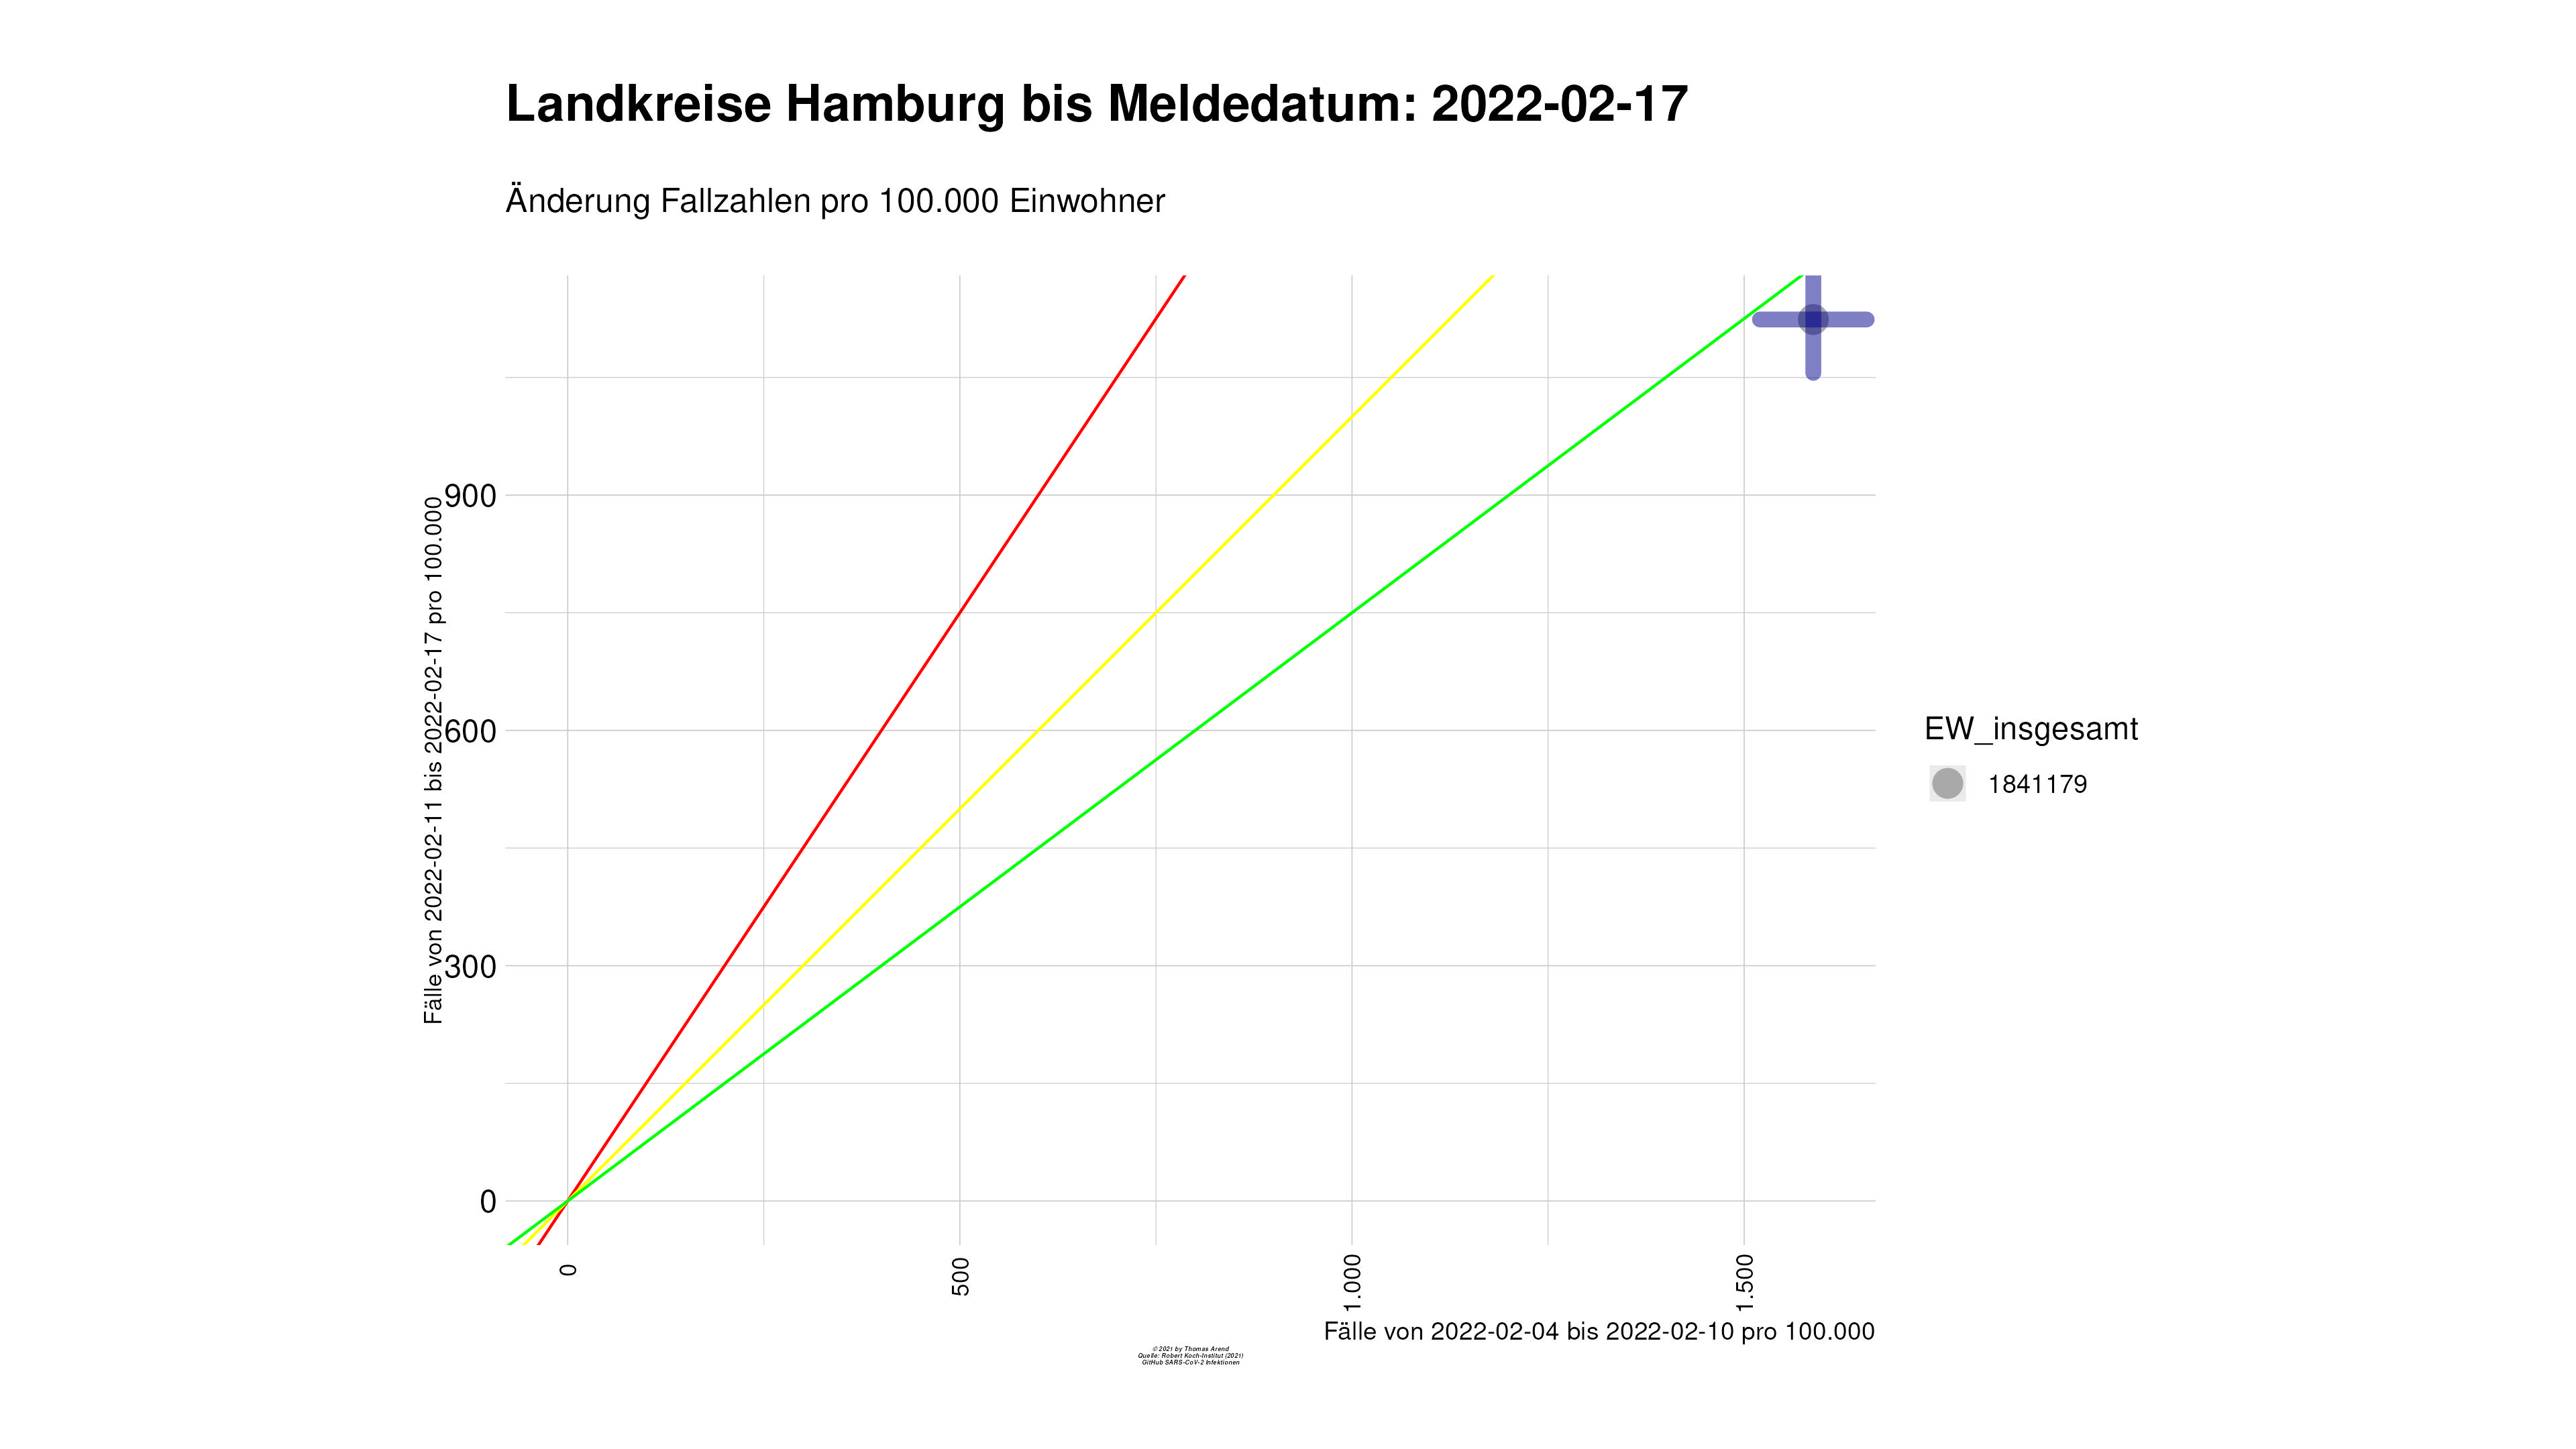 Landkreise Hamburg bis Meldedatum: 2022-02-17
Änderung Fallzahlen pro 100.000 Einwohner
Fälle von 2022-02-11 bis 2022-02-17 pro 100.000
900
600
300
0
0
500
1.000
1.500
Fälle von 2022-02-04 bis 2022-02-10 pro 100.000
EW_insgesamt
1841179
© 2021 by Thomas Arend
Quelle: Robert Koch-Institut (2021)
GitHub SARS-CoV-2 Infektionen